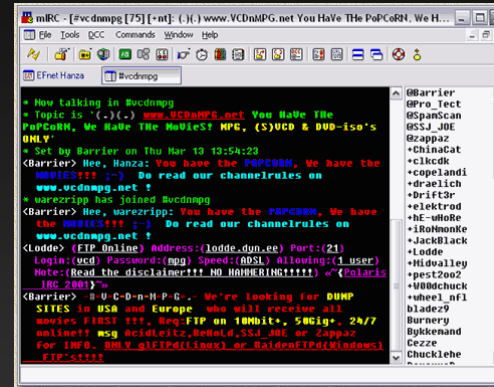 mIRC - [#vcdnmpg [75] [+nt]: (.)(.) www.VCDnMPG.net You HaVe THe PoPCoRN, We H...
File Tools DCC Commands Window Help
EFnet Hanza #vcdnmpg
* Now talking in #vcdnmpg
* Topic is '(.)(.) www.VCDnMPG.net You HaVe THe
PoPCoRN, We HaVe THe MoVieS! MPG, (S)VCD & DVD-iso's
ONLY'
* Set by Barrier on Thu Mar 13 13:54:23
<Barrier> Hee, Hanza: You have the POPCORN, We have the
MOVIES!!! ;-) Do read our channelrules on
www.vcdnmpg.net !
* warezripp has joined #vcdnmpg
<Barrier> Hee, warezripp: You have the POPCORN, We have
the MOVIES!!! ;-) Do read our channelrules on
www.vcdnmpg.net !
<Lodde> (FTP Online) Address:(lodde.dyn.ee) Port:(21)
Login:(vcd) Password:(mpg) Speed:(ADSL) Allowing:(1 user)
Note:(Read the disclaimer!!! NO HAMMERING!!!!!) «~{Polaris
IRC 2001}~»
<Barrier> -#-V-C-D-n-M-P-G-.- We're looking for DUMP
SITES in USA and Europe who will receive all
movies FIRST !!!, Req:FTP on 10Mbit+, 50Gig+, 24/7
online!! msg AcidLeitz,BeHold,SSJ_JOE or Zappaz
for INFO. ONLY glFTPd(Linux) or RaidenFTPd(Windows)
FTP's!!!!
@Barrier
@Pro_Tect
@SpanScan
@SSJ_JOE
@zappaz
+ChinaCat
+clkcdk
+copelandi
+draelich
+Drift3r
+elektrod
+hE-wHoRe
+iRoNmonKe
+JackBlack
+Lodde
+Midvalley
+pest2oo2
+W00dchuck
+wheel_nfl
bladez9
Burnery
Bykkemand
Cezze
Chucklehe